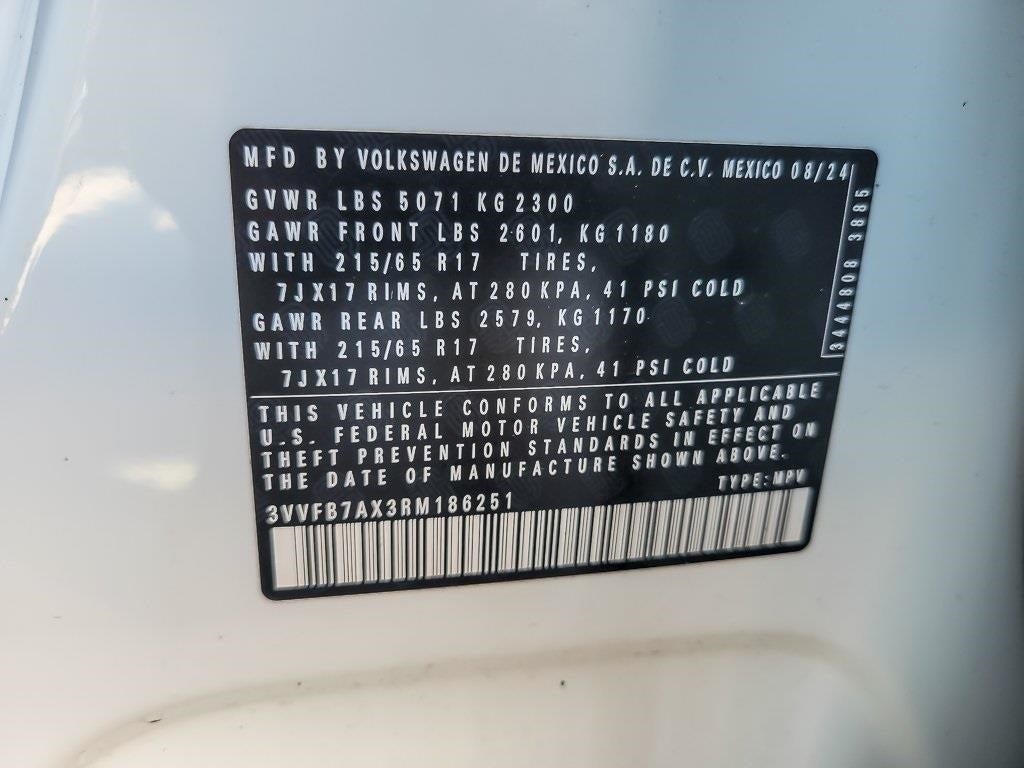 MFD BY VOLKSWAGEN DE MEXICO S.A. DE C.V. MEXICO 08/24
GVWR LBS 5071 KG 2300
GAWR FRONT LBS 2601, KG 1180
WITH 215/65 R17 TIRES,
7JX17 RIMS, AT 280 KPA, 41 PSI COLD
GAWR REAR LBS 2579, KG 1170
WITH 215/65 R17 TIRES,
7JX17 RIMS, AT 280 KPA, 41 PSI COLD
3444808 3885
THIS VEHICLE CONFORMS TO ALL APPLICABLE
U.S. FEDERAL MOTOR VEHICLE SAFETY AND
THEFT PREVENTION STANDARDS IN EFFECT ON
THE DATE OF MANUFACTURE SHOWN ABOVE.
TYPE: MPV
3VVFB7AX3RM186251